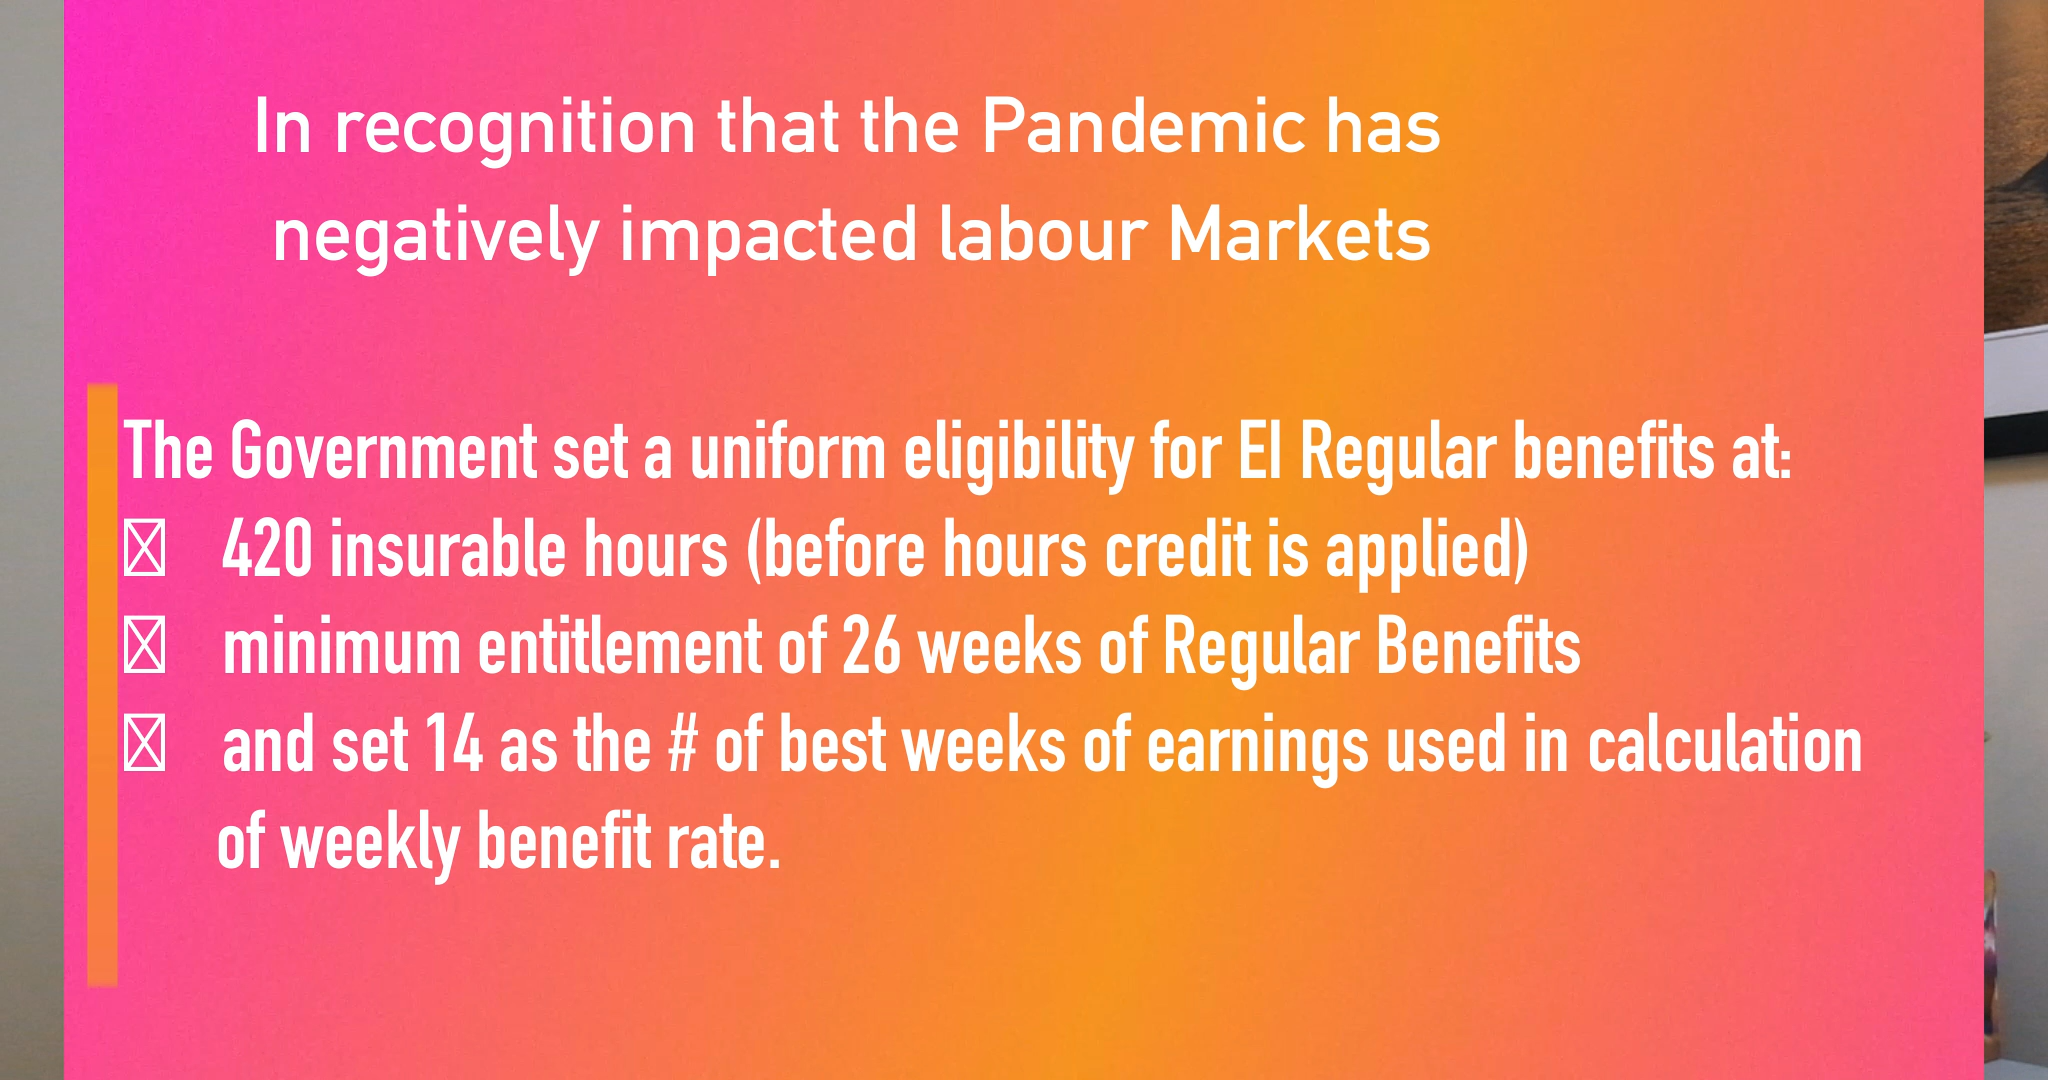 In recognition that the Pandemic has
negatively impacted labour Markets
The Government set a uniform eligibility for EI Regular benefits at:
420 insurable hours (before hours credit is applied)
minimum entitlement of 26 weeks of Regular Benefits
and set 14 as the # of best weeks of earnings used in calculation
of weekly benefit rate.